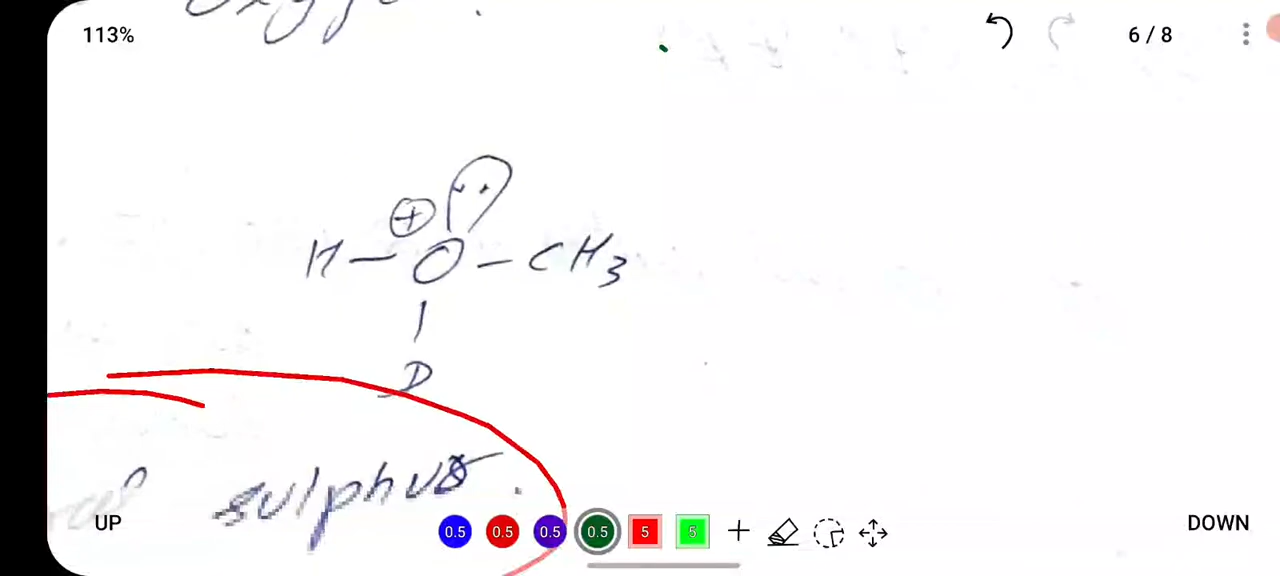 113%
6 / 8
⊕ ..
H - O - CH3
|
D
sulphur.
UP
0.5 0.5 0.5 0.5 5 5
DOWN